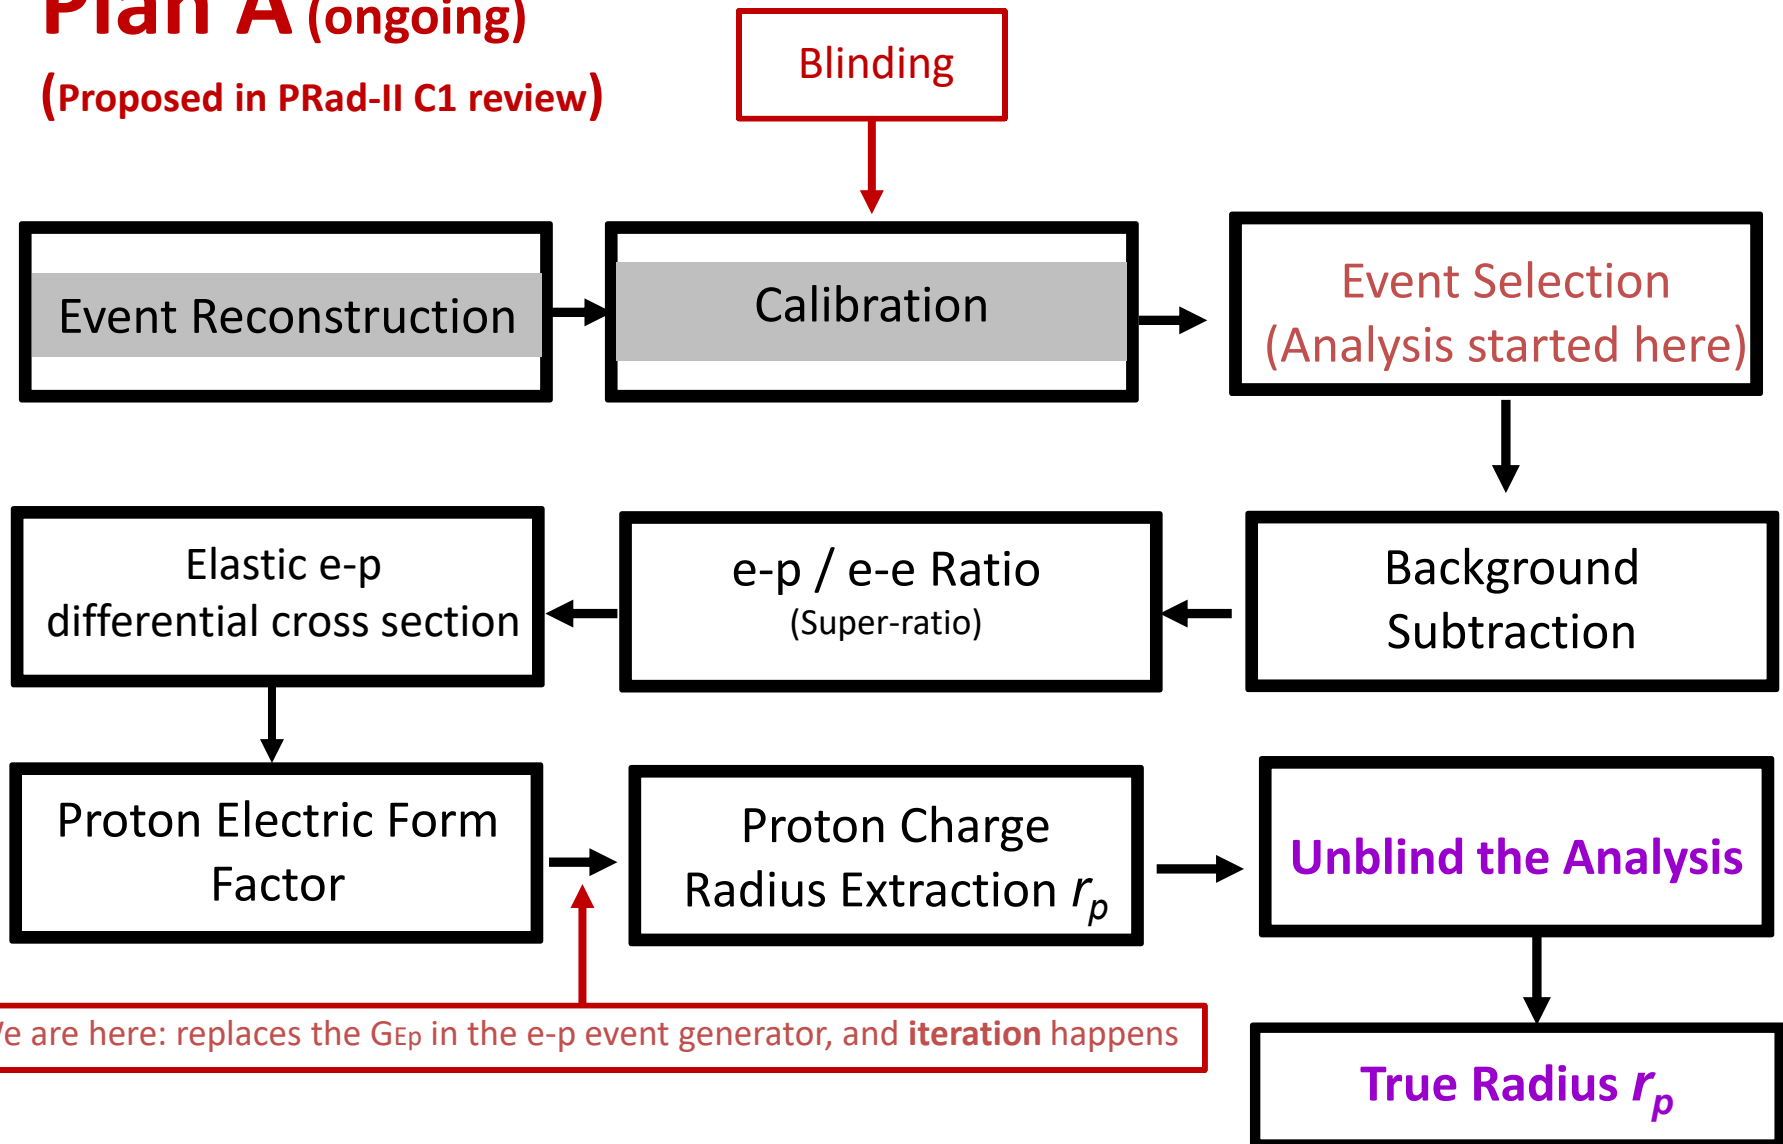 Plan A (ongoing)
(Proposed in PRad-II C1 review)
Blinding
Event Reconstruction
Calibration
Event Selection
(Analysis started here)
Background
Subtraction
e-p / e-e Ratio
(Super-ratio)
Elastic e-p
differential cross section
Proton Electric Form
Factor
Proton Charge
Radius Extraction rp
Unblind the Analysis
We are here: replaces the GEp in the e-p event generator, and iteration happens
True Radius rp